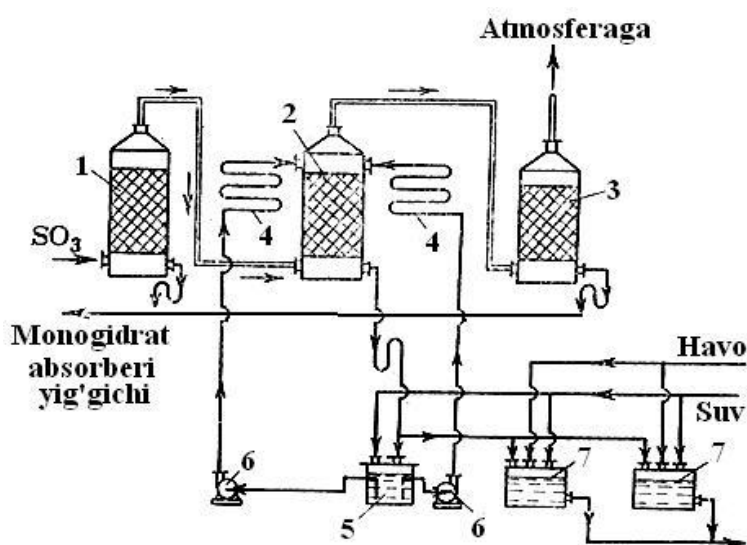 Atmosferaga
1
2
3
4
4
SO₃
Monogidrat
absorberi
yig'gichi
Havo
Suv
6
5
6
7
7